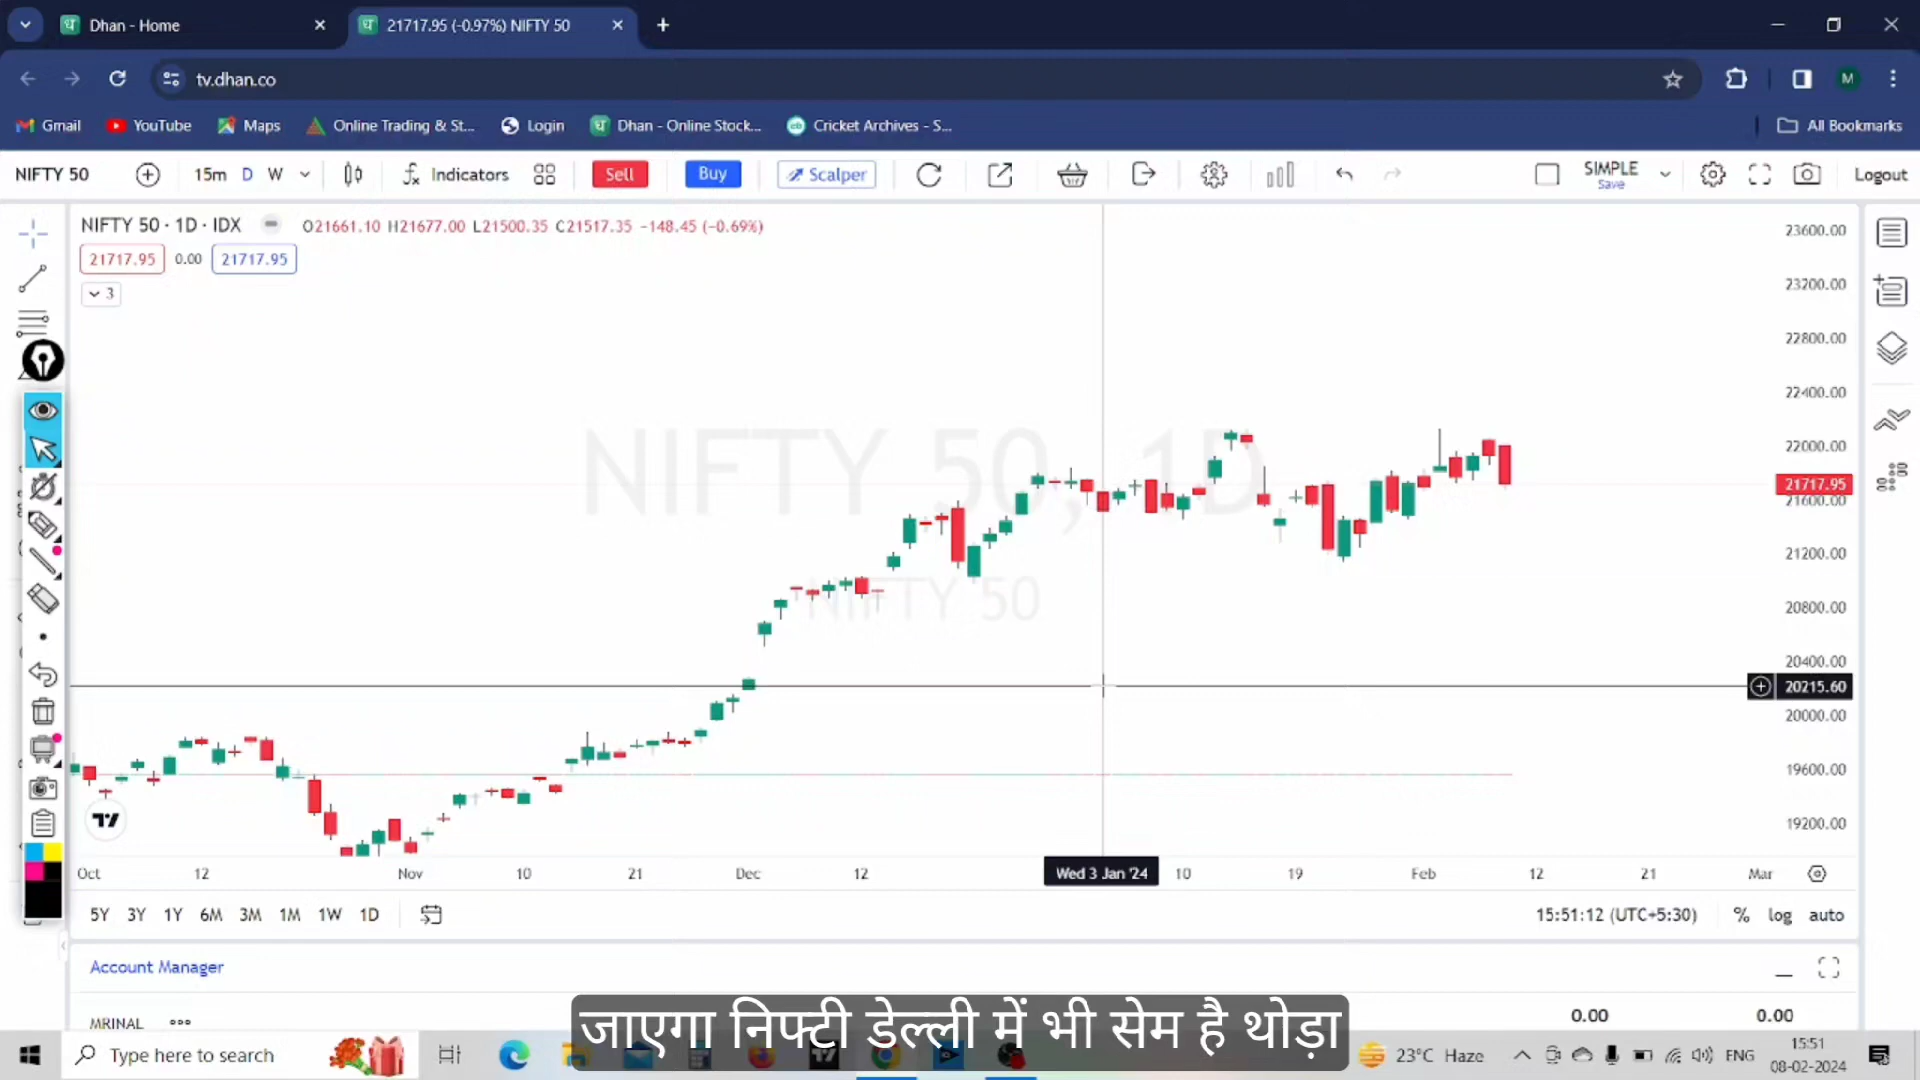 Dhan - Home
21717.95 (-0.97%) NIFTY 50
tv.dhan.co
M
Gmail
YouTube
Maps
Online Trading & St...
Login
Dhan - Online Stock...
Cricket Archives - S...
All Bookmarks
NIFTY 50
15m D W
Indicators
Sell
Buy
Scalper
SIMPLE
Save
Logout
NIFTY 50 · 1D · IDX
O21661.10 H21677.00 L21500.35 C21517.35 -148.45 (-0.69%)
21717.95 0.00 21717.95
3
NIFTY 50, 1D
NIFTY 50
23600.00
23200.00
22800.00
22400.00
22000.00
21717.95
21600.00
21200.00
20800.00
20400.00
20215.60
20000.00
19600.00
19200.00
Oct 12 Nov 10 21 Dec 12 Wed 3 Jan '24 10 19 Feb 12 21 Mar
5Y 3Y 1Y 6M 3M 1M 1W 1D
15:51:12 (UTC+5:30) % log auto
Account Manager
MRINAL
0.00 0.00
जाएगा निफ्टी डेल्ली में भी सेम है थोड़ा
Type here to search
23°C Haze
ENG
15:51
08-02-2024